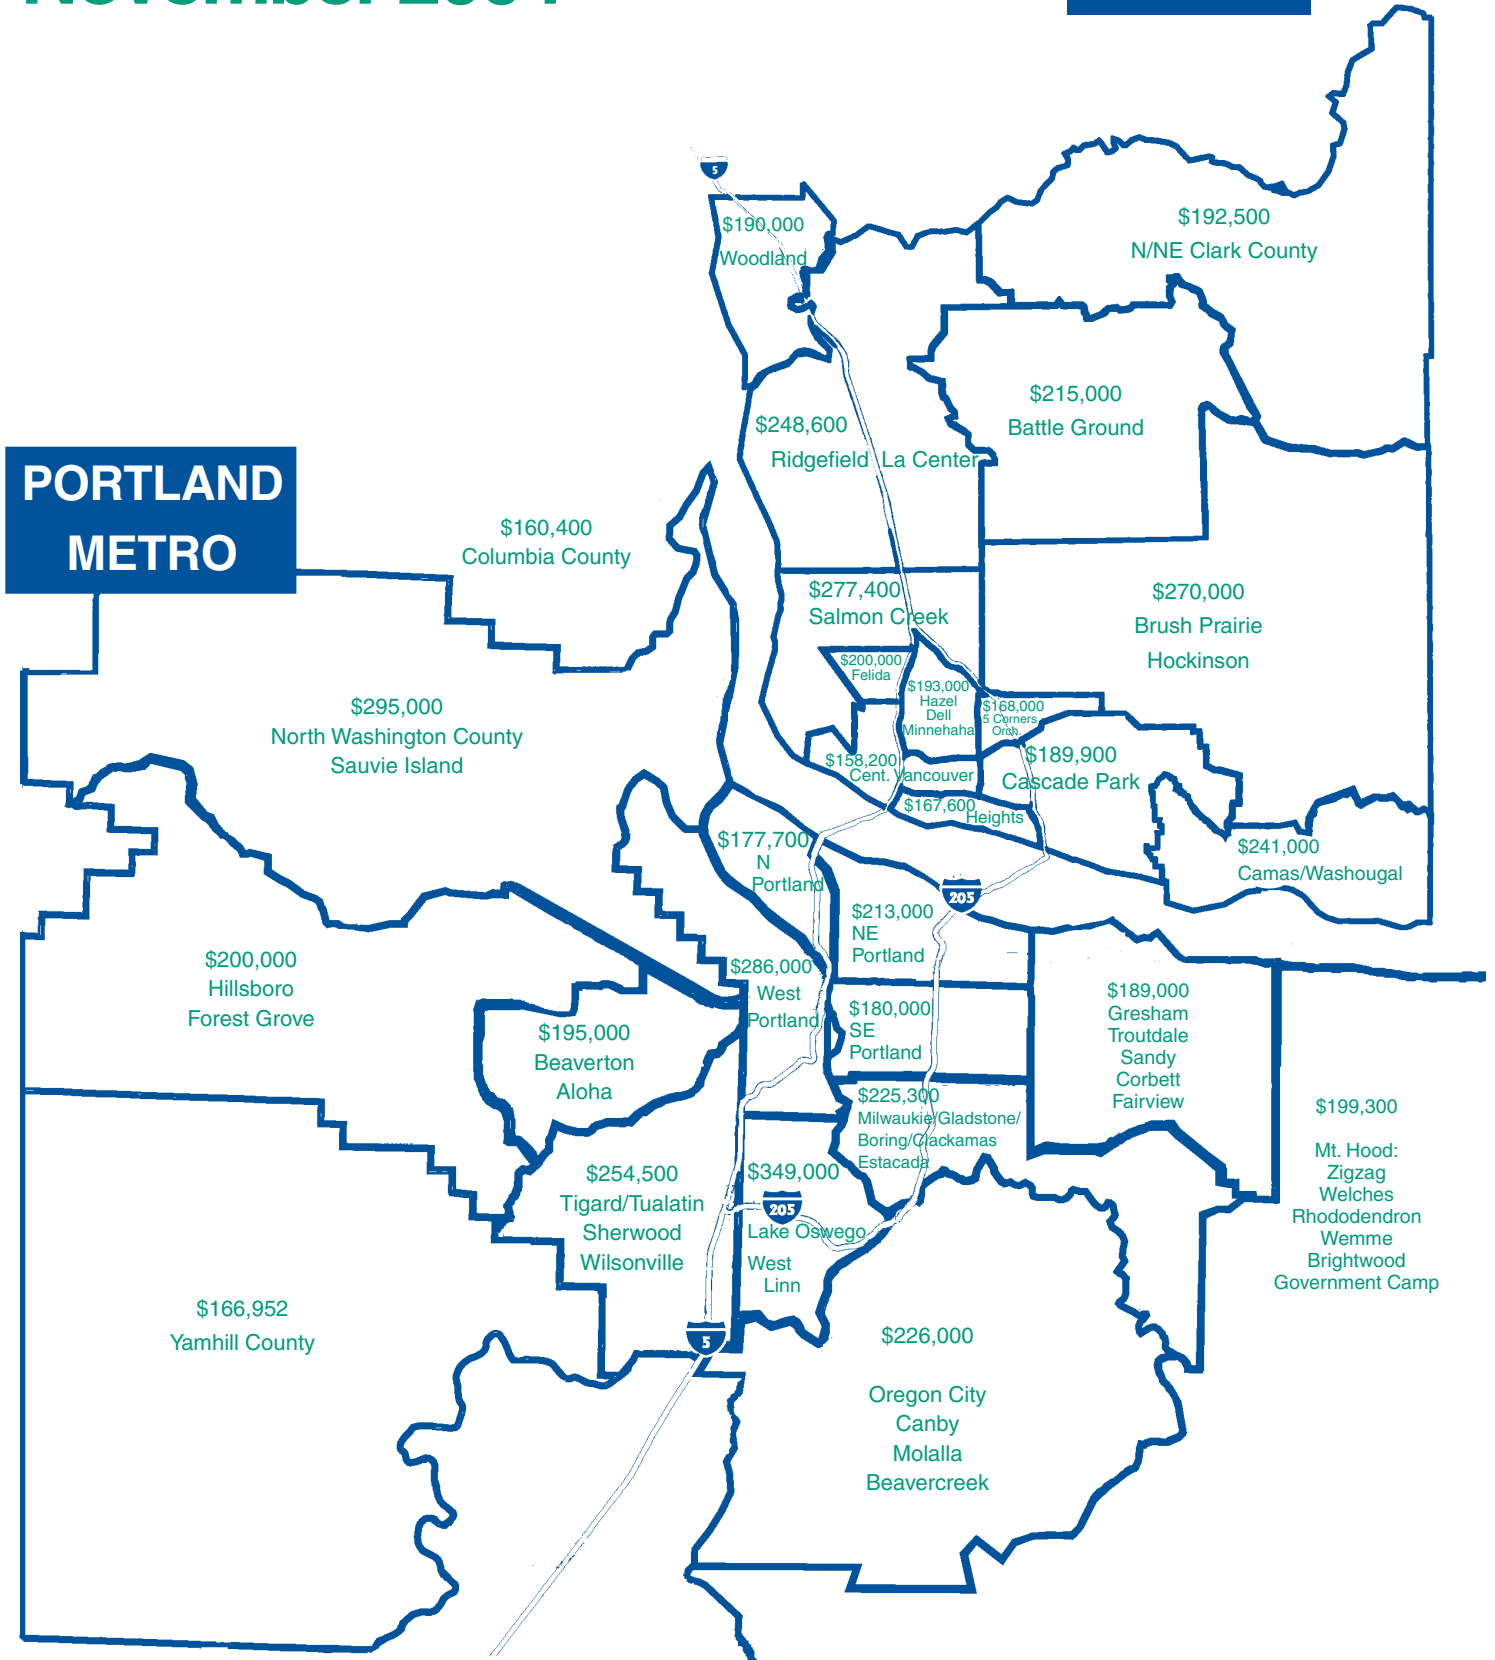 5
$190,000
Woodland
$192,500
N/NE Clark County
$215,000
Battle Ground
$248,600
Ridgefield La Center
PORTLAND
METRO
$160,400
Columbia County
$277,400
Salmon Creek
$270,000
Brush Prairie
Hockinson
$200,000
Felida
$193,000
Hazel
Dell
Minnehaha
$168,000
5 Corners
Orch.
$295,000
North Washington County
Sauvie Island
$158,200
Cent. Vancouver
$189,900
Cascade Park
$167,600
Heights
$177,700
N
Portland
$241,000
Camas/Washougal
205
$213,000
NE
Portland
$200,000
Hillsboro
Forest Grove
$286,000
West
Portland
$195,000
Beaverton
Aloha
$180,000
SE
Portland
$189,000
Gresham
Troutdale
Sandy
Corbett
Fairview
$225,300
Milwaukie/Gladstone/
Boring/Clackamas
Estacada
$199,300
Mt. Hood:
Zigzag
Welches
Rhododendron
Wemme
Brightwood
Government Camp
$254,500
Tigard/Tualatin
Sherwood
Wilsonville
$349,000
205
Lake Oswego
West
Linn
$166,952
Yamhill County
5
$226,000
Oregon City
Canby
Molalla
Beavercreek